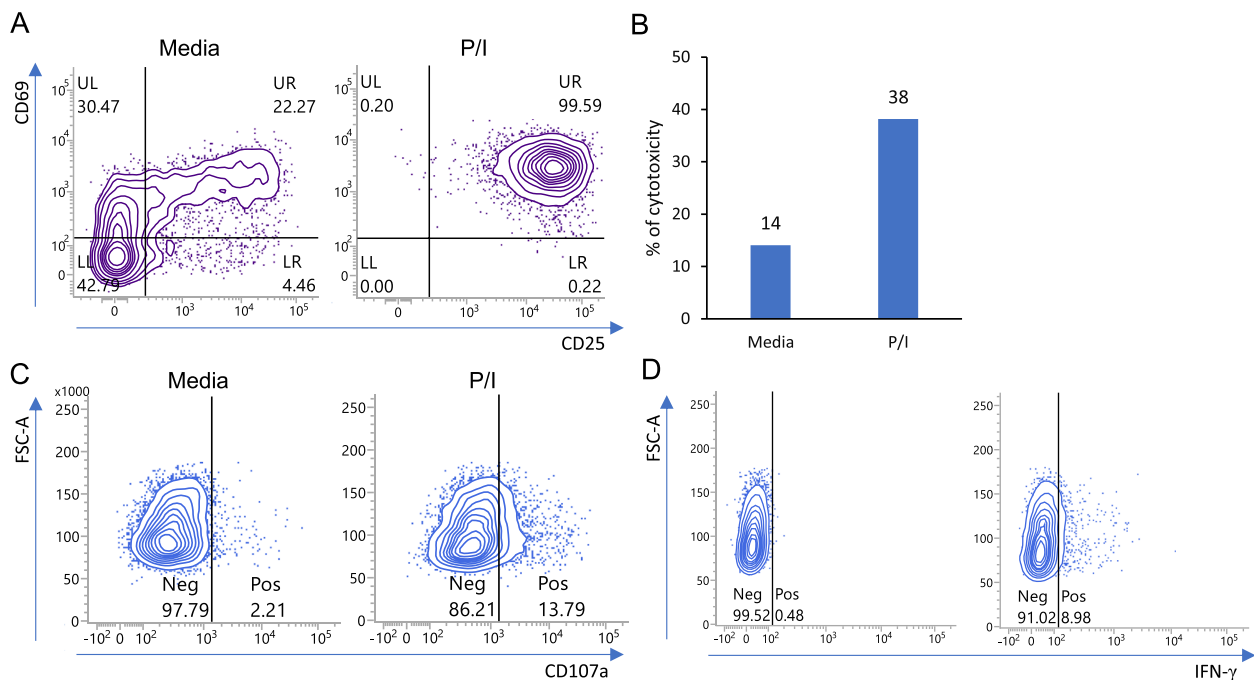 A
Media
P/I
CD69
10^5
10^4
10^3
10^2
0
UL
30.47
UR
22.27
LL
42.79
LR
4.46
0
10^3
10^4
10^5
10^5
10^4
10^3
10^2
0
UL
0.20
UR
99.59
LL
0.00
LR
0.22
0
10^3
10^4
10^5
CD25
B
% of cytotoxicity
50
40
30
20
10
0
14
38
Media
P/I
C
Media
P/I
FSC-A
x1000
250
200
150
100
50
0
Neg
97.79
Pos
2.21
-10^2 0 10^2 10^3 10^4 10^5
250
200
150
100
50
0
Neg
86.21
Pos
13.79
-10^2 0 10^2 10^3 10^4 10^5
CD107a
D
FSC-A
250
200
150
100
50
0
Neg
99.52
Pos
0.48
-10^2 0 10^2 10^3 10^4 10^5
250
200
150
100
50
0
Neg
91.02
Pos
8.98
-10^2 0 10^2 10^3 10^4 10^5
IFN-γ